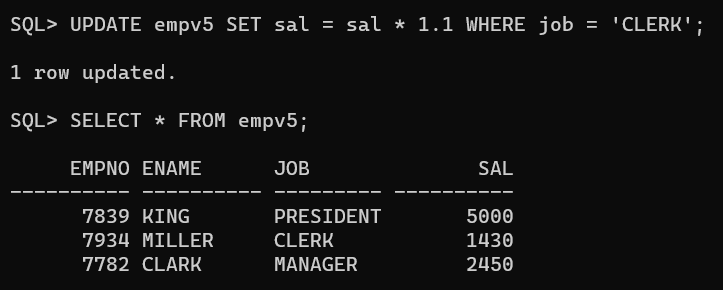 SQL> UPDATE empv5 SET sal = sal * 1.1 WHERE job = 'CLERK';
1 row updated.
SQL> SELECT * FROM empv5;
     EMPNO ENAME      JOB              SAL
---------- ---------- --------- ----------
      7839 KING       PRESIDENT       5000
      7934 MILLER     CLERK           1430
      7782 CLARK      MANAGER         2450